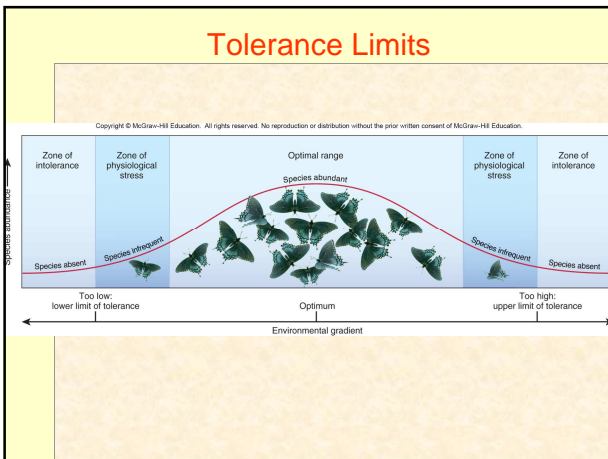 Tolerance Limits
Copyright © McGraw-Hill Education. All rights reserved. No reproduction or distribution without the prior written consent of McGraw-Hill Education.
Zone of
intolerance
Zone of
physiological
stress
Optimal range
Zone of
physiological
stress
Zone of
intolerance
Species abundance
Species absent
Species infrequent
Species abundant
Species infrequent
Species absent
Too low:
lower limit of tolerance
Optimum
Too high:
upper limit of tolerance
Environmental gradient